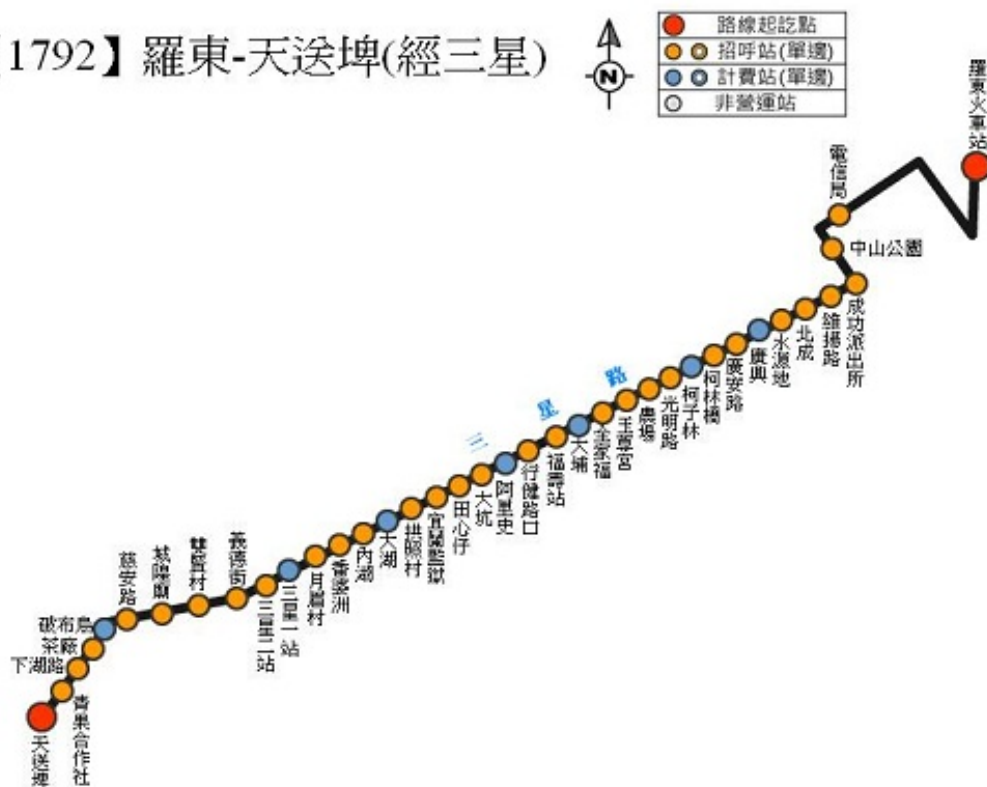 【1792】羅東-天送埤(經三星)
路線起訖點
招呼站(單邊)
計費站(單邊)
非營運站
N
羅東火車站
電信局
中山公園
成功派出所
雄揚路
北成
水源地
廣興
廣安路
柯林橋
柯子林
光明路
農場
玉尊宮
全家福
大埔
福壽站
行健路口
阿里史
大坑
田心仔
宜蘭監獄
拱照村
大湖
內湖
番婆洲
月眉村
三星一站
三星二站
義德街
雙賢村
城隍廟
慈安路
破布烏
茶廠
下湖路
青果合作社
天送埤
三星路